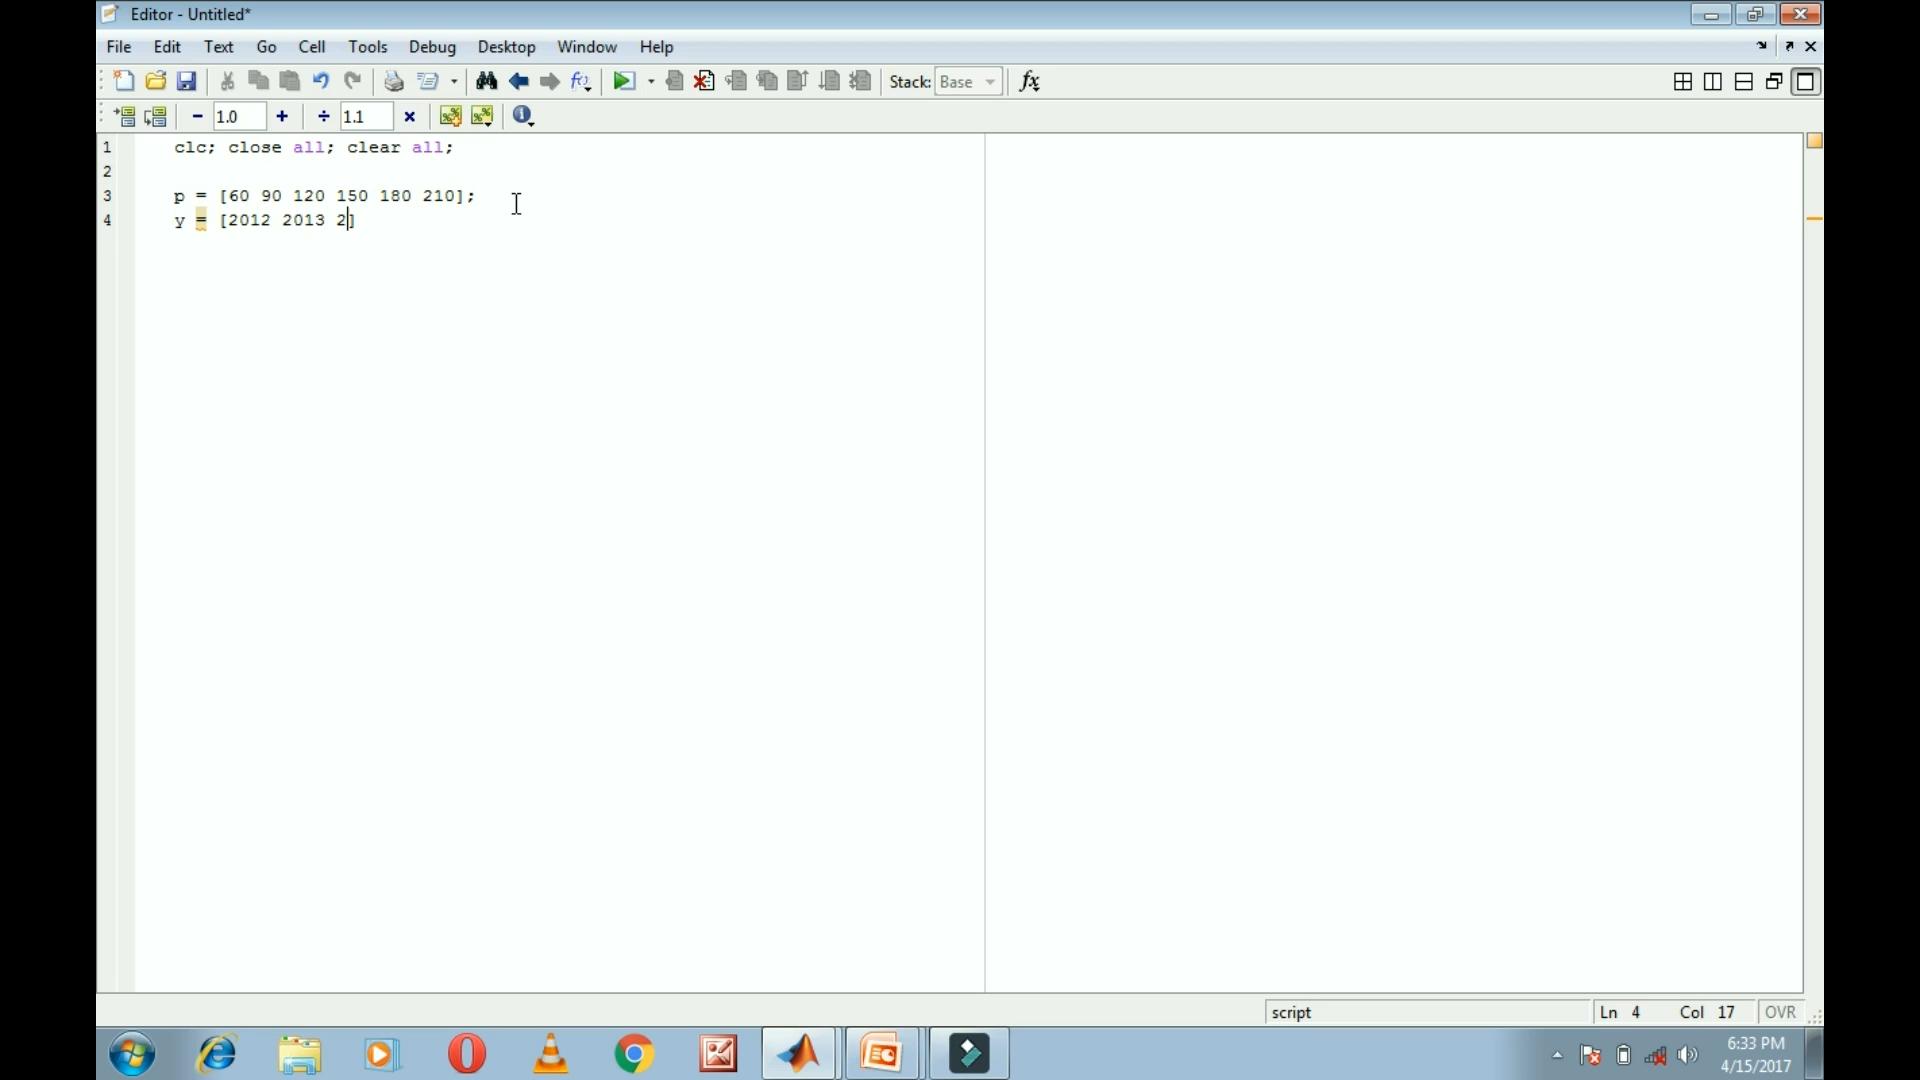 Editor - Untitled*
File Edit Text Go Cell Tools Debug Desktop Window Help
Stack: Base fx
- 1.0 + ÷ 1.1 ×
1 clc; close all; clear all;
2
3 p = [60 90 120 150 180 210];
4 y = [2012 2013 2]
script Ln 4 Col 17 OVR
6:33 PM
4/15/2017